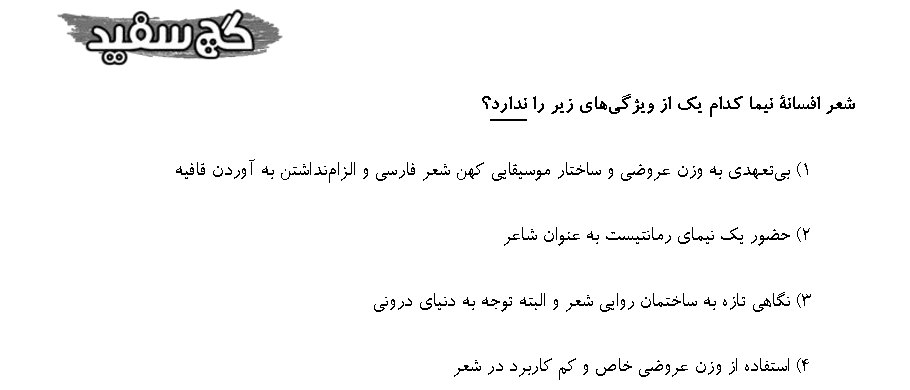 گچ سفید
شعر افسانهٔ نیما کدام یک از ویژگی‌های زیر را ندارد؟
۱) بی‌تعهدی به وزن عروضی و ساختار موسیقایی کهن شعر فارسی و الزام‌نداشتن به آوردن قافیه
۲) حضور یک نیمای رمانتیست به عنوان شاعر
۳) نگاهی تازه به ساختمان روایی شعر و البته توجه به دنیای درونی
۴) استفاده از وزن عروضی خاص و کم کاربرد در شعر